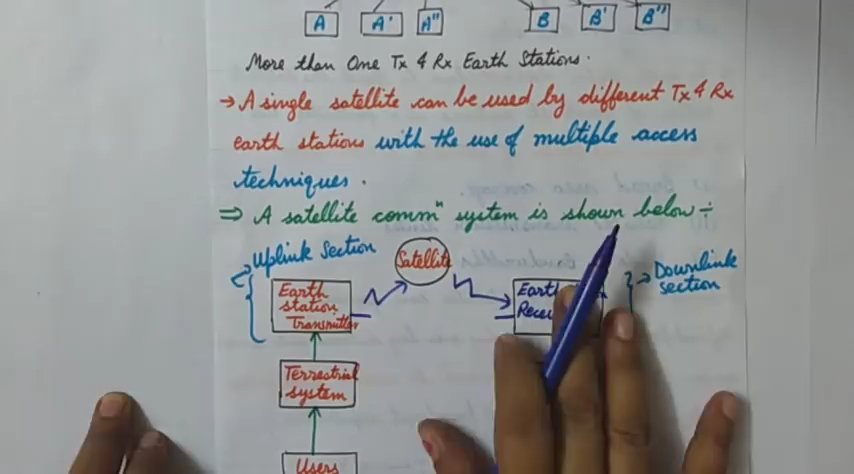 A A' A" B B' B"
More than One Tx & Rx Earth Stations.
→ A single satellite can be used by different Tx & Rx
earth stations with the use of multiple access
techniques.
⇒ A satellite commⁿ system is shown below ÷
Uplink Section
Satellite
Downlink
section
Earth
station
Transmitter
Earth
Terrestrial
system
Users